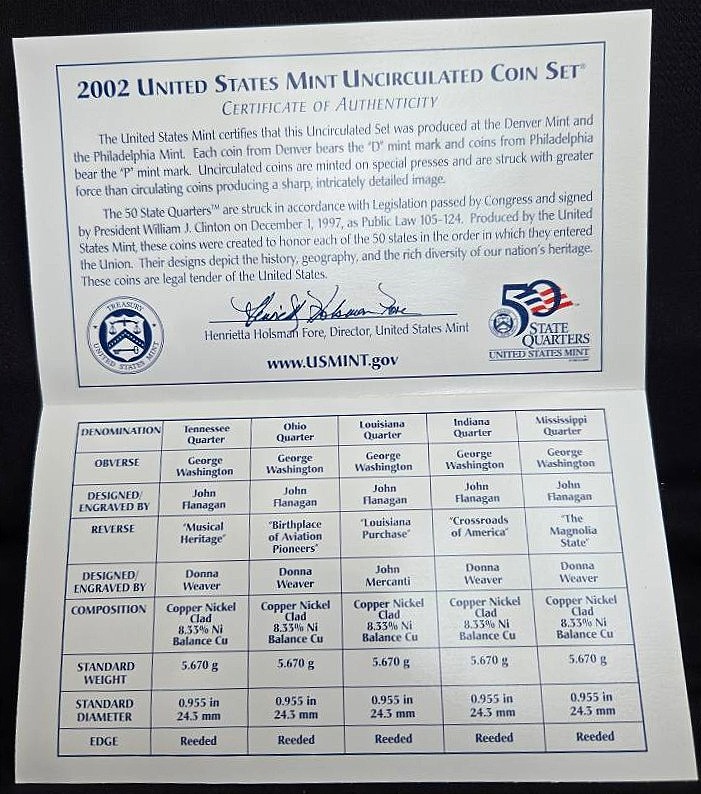 2002 UNITED STATES MINT UNCIRCULATED COIN SET®
CERTIFICATE OF AUTHENTICITY
The United States Mint certifies that this Uncirculated Set was produced at the Denver Mint and
the Philadelphia Mint. Each coin from Denver bears the "D" mint mark and coins from Philadelphia
bear the "P" mint mark. Uncirculated coins are minted on special presses and are struck with greater
force than circulating coins producing a sharp, intricately detailed image.
The 50 State Quarters™ are struck in accordance with Legislation passed by Congress and signed
by President William J. Clinton on December 1, 1997, as Public Law 105-124. Produced by the United
States Mint, these coins were created to honor each of the 50 states in the order in which they entered
the Union. Their designs depict the history, geography, and the rich diversity of our nation's heritage.
These coins are legal tender of the United States.
TREASURY
UNITED STATES MINT
Henrietta Holsman Fore
Henrietta Holsman Fore, Director, United States Mint
www.USMINT.gov
50
STATE
QUARTERS
UNITED STATES MINT
DENOMINATION Tennessee Quarter Ohio Quarter Louisiana Quarter Indiana Quarter Mississippi Quarter
OBVERSE George Washington George Washington George Washington George Washington George Washington
DESIGNED/ ENGRAVED BY John Flanagan John Flanagan John Flanagan John Flanagan John Flanagan
REVERSE "Musical Heritage" "Birthplace of Aviation Pioneers" "Louisiana Purchase" "Crossroads of America" "The Magnolia State"
DESIGNED/ ENGRAVED BY Donna Weaver Donna Weaver John Mercanti Donna Weaver Donna Weaver
COMPOSITION Copper Nickel Clad 8.33% Ni Balance Cu Copper Nickel Clad 8.33% Ni Balance Cu Copper Nickel Clad 8.33% Ni Balance Cu Copper Nickel Clad 8.33% Ni Balance Cu Copper Nickel Clad 8.33% Ni Balance Cu
STANDARD WEIGHT 5.670 g 5.670 g 5.670 g 5.670 g 5.670 g
STANDARD DIAMETER 0.955 in 24.3 mm 0.955 in 24.3 mm 0.955 in 24.3 mm 0.955 in 24.3 mm 0.955 in 24.3 mm
EDGE Reeded Reeded Reeded Reeded Reeded